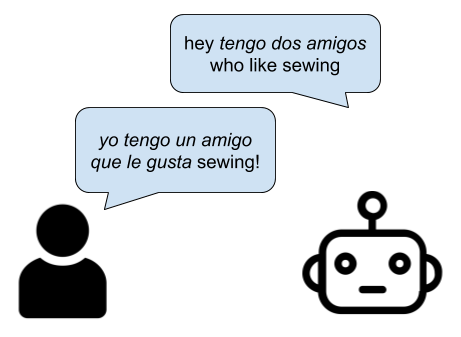 hey tengo dos amigos
who like sewing
yo tengo un amigo
que le gusta sewing!